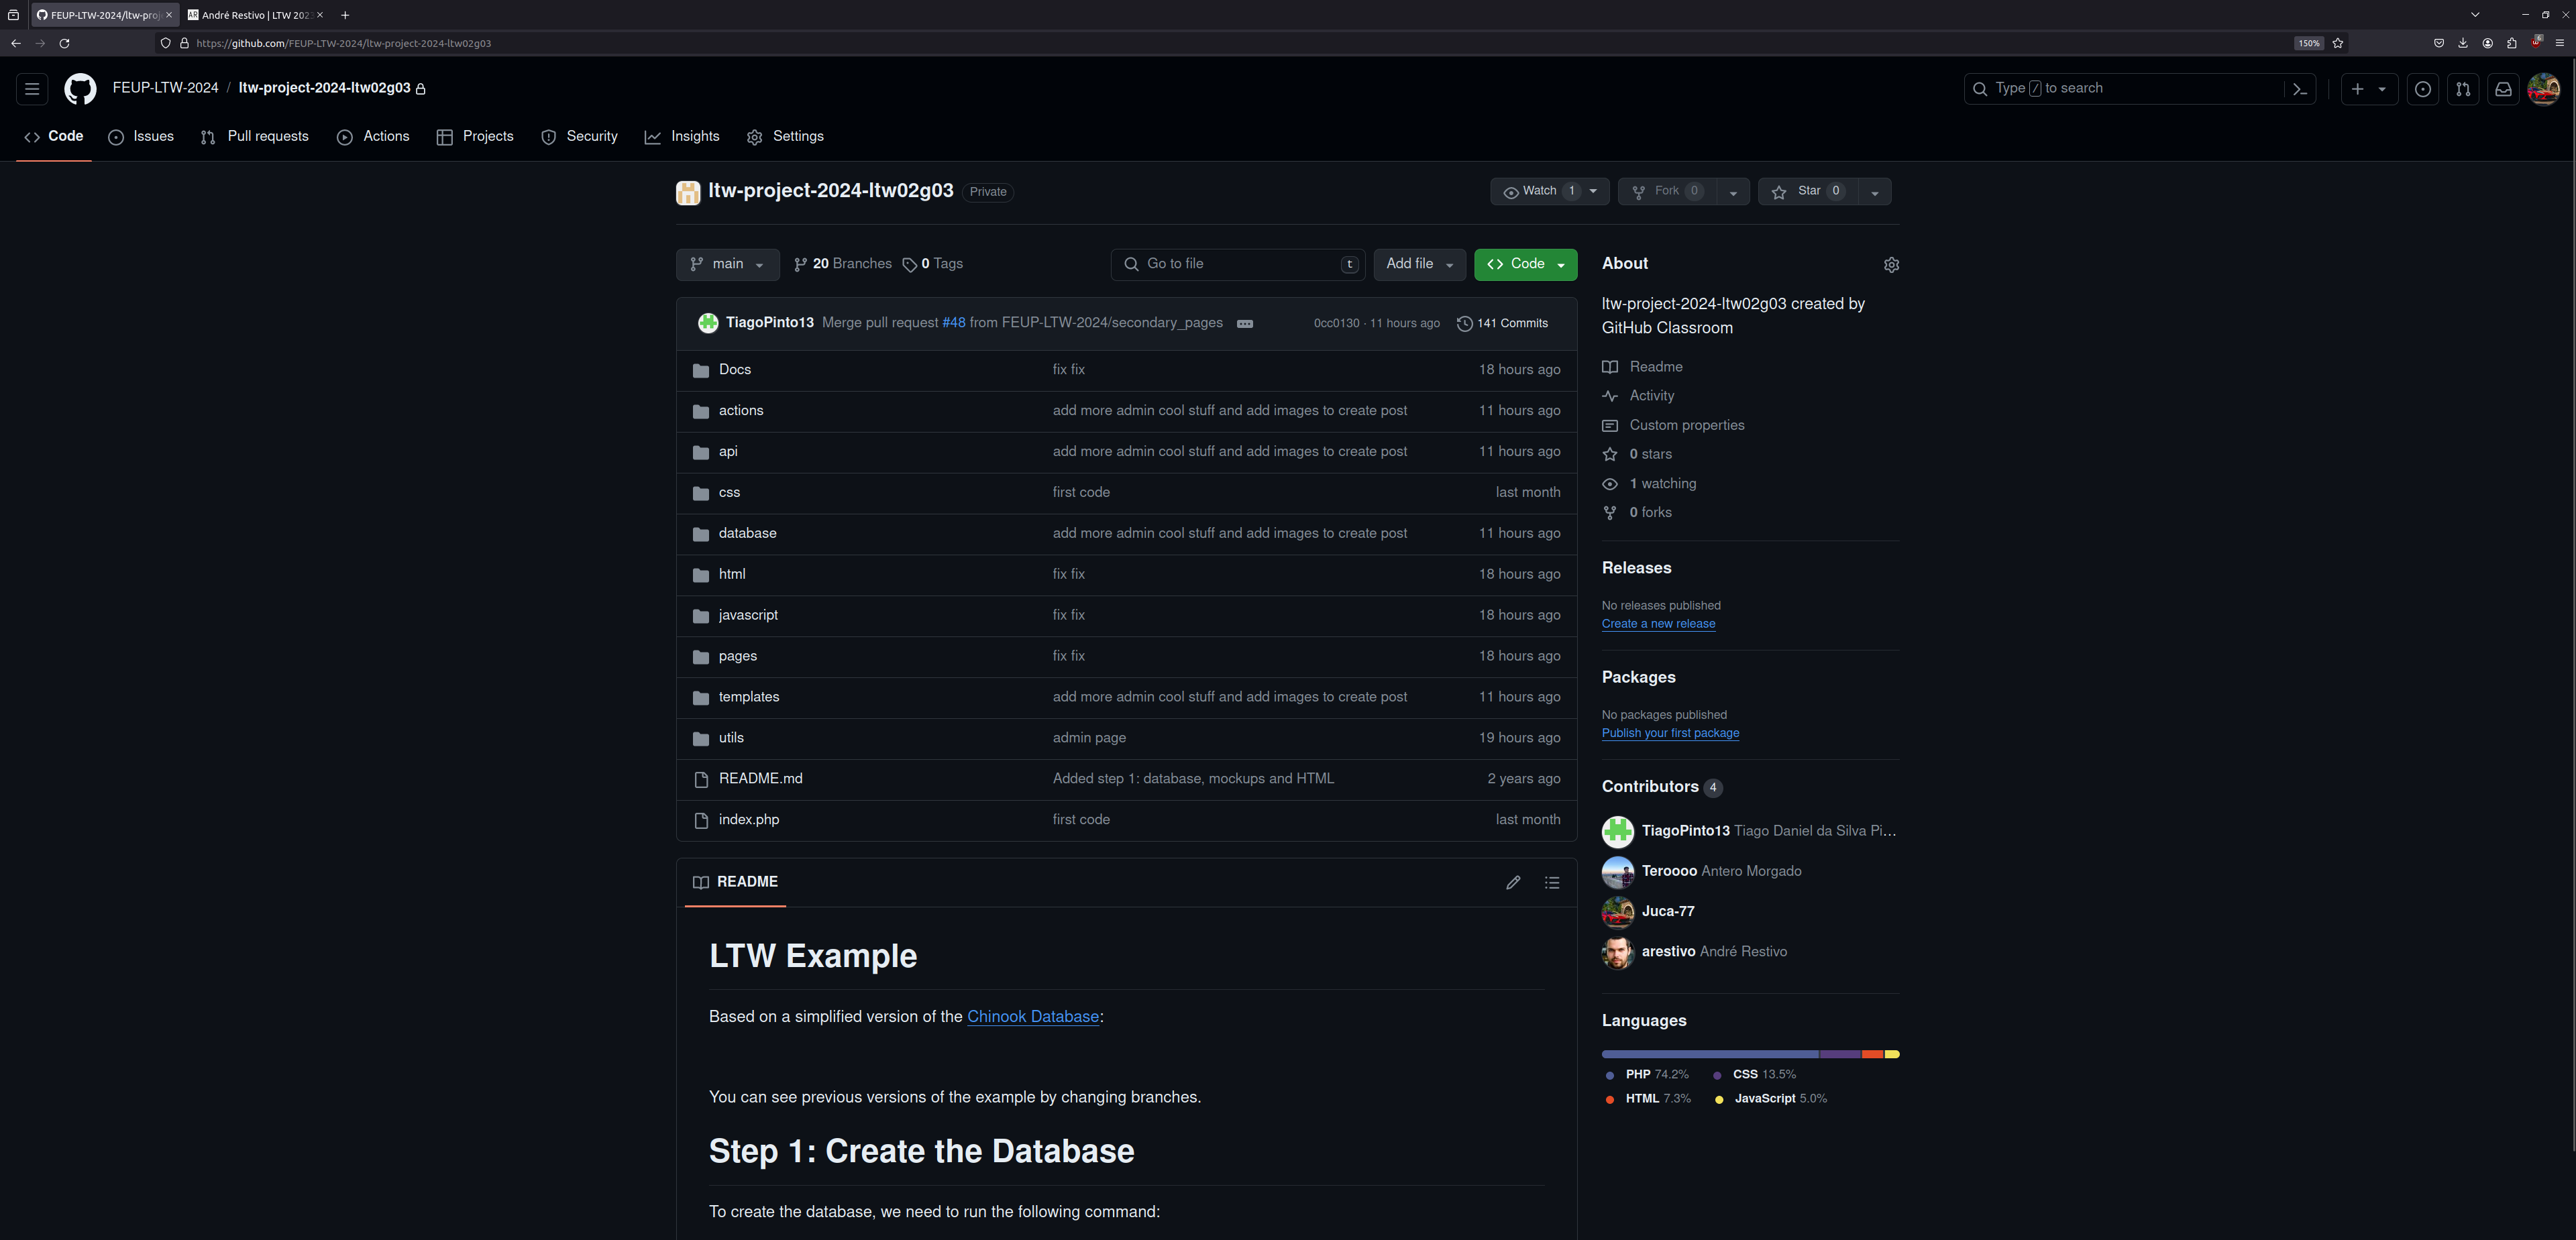 FEUP-LTW-2024/ltw-proj
André Restivo | LTW 202
https://github.com/FEUP-LTW-2024/ltw-project-2024-ltw02g03
150%
FEUP-LTW-2024 / ltw-project-2024-ltw02g03
Type / to search
Code Issues Pull requests Actions Projects Security Insights Settings
ltw-project-2024-ltw02g03 Private
Watch 1 Fork 0 Star 0
main 20 Branches 0 Tags
Go to file t
Add file Code
TiagoPinto13 Merge pull request #48 from FEUP-LTW-2024/secondary_pages 0cc0130 · 11 hours ago 141 Commits
Docs fix fix 18 hours ago
actions add more admin cool stuff and add images to create post 11 hours ago
api add more admin cool stuff and add images to create post 11 hours ago
css first code last month
database add more admin cool stuff and add images to create post 11 hours ago
html fix fix 18 hours ago
javascript fix fix 18 hours ago
pages fix fix 18 hours ago
templates add more admin cool stuff and add images to create post 11 hours ago
utils admin page 19 hours ago
README.md Added step 1: database, mockups and HTML 2 years ago
index.php first code last month
README
LTW Example
Based on a simplified version of the Chinook Database:
You can see previous versions of the example by changing branches.
Step 1: Create the Database
To create the database, we need to run the following command:
About
ltw-project-2024-ltw02g03 created by
GitHub Classroom
Readme
Activity
Custom properties
0 stars
1 watching
0 forks
Releases
No releases published
Create a new release
Packages
No packages published
Publish your first package
Contributors 4
TiagoPinto13 Tiago Daniel da Silva Pi...
Teroooo Antero Morgado
Juca-77
arestivo André Restivo
Languages
PHP 74.2% CSS 13.5%
HTML 7.3% JavaScript 5.0%